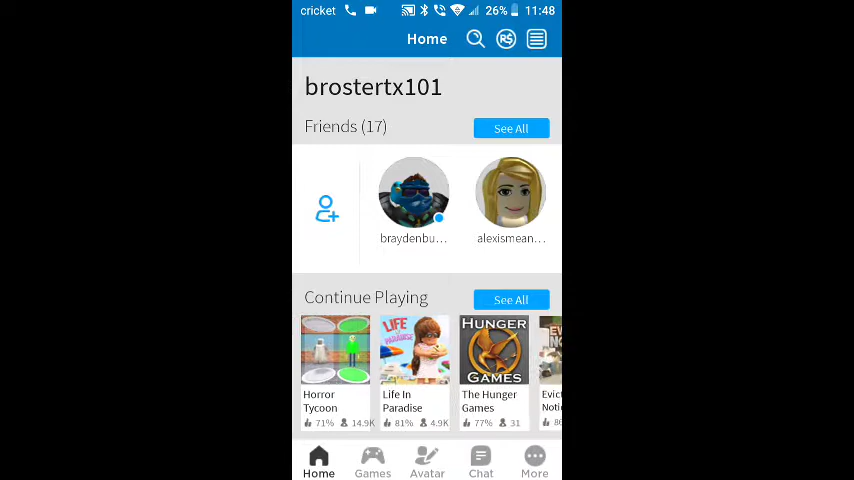 cricket 26% 11:48
Home R$
brostertx101
Friends (17) See All
braydenbu... alexismean...
Continue Playing See All
LIFE
PARADISE
HUNGER
GAMES
Horror
Tycoon
71% 14.9K
Life In
Paradise
81% 4.9K
The Hunger
Games
77% 31
Evict
Home Games Avatar Chat More